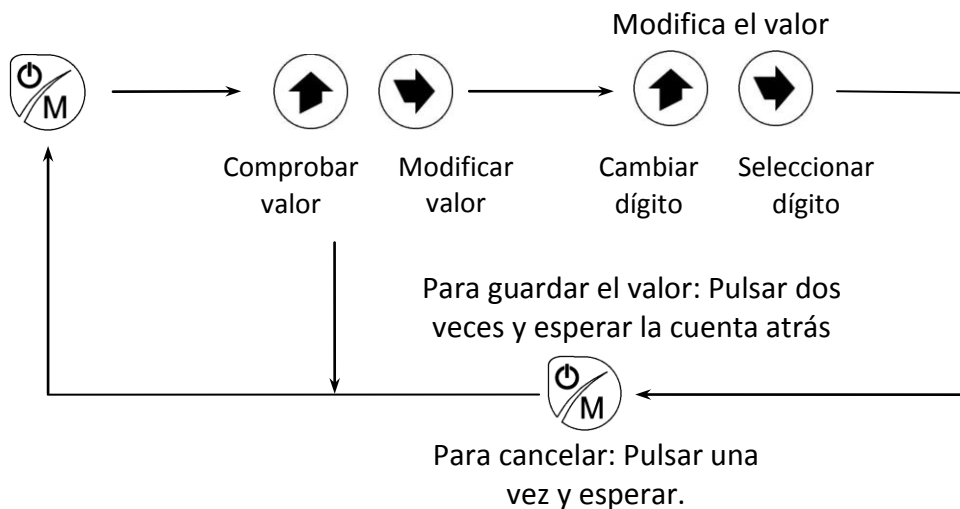 Modifica el valor
M
Comprobar
valor
Modificar
valor
Cambiar
dígito
Seleccionar
dígito
Para guardar el valor: Pulsar dos
veces y esperar la cuenta atrás
M
Para cancelar: Pulsar una
vez y esperar.